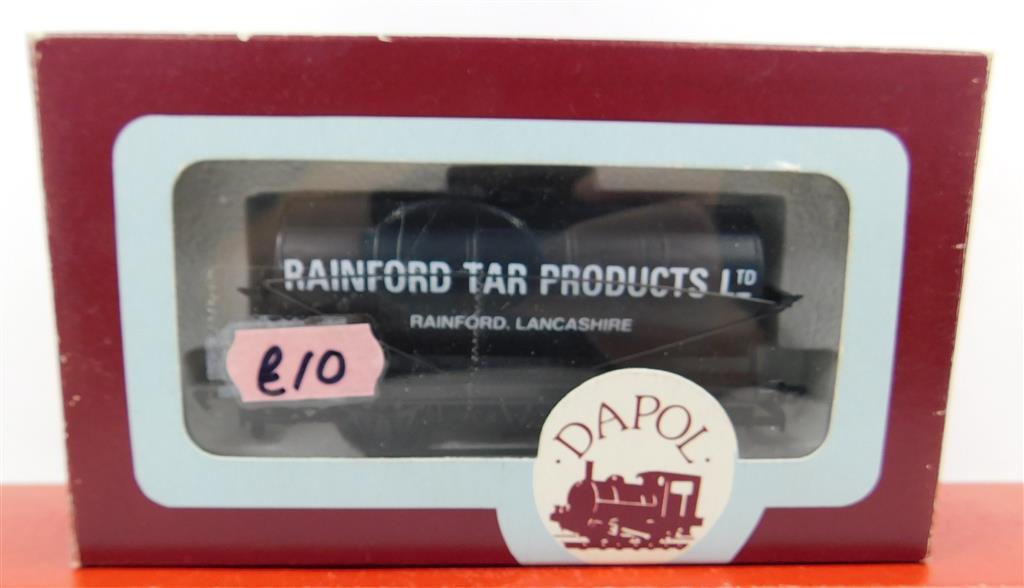 RAINFORD TAR PRODUCTS LTD
RAINFORD. LANCASHIRE
£10
· DAPOL ·